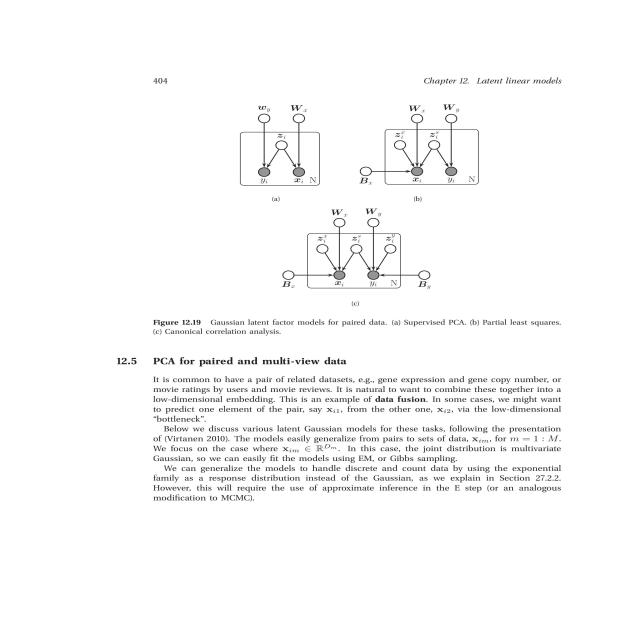 404
Chapter 12. Latent linear models
w_y W_x
z_i
y_i x_i N
(a)
W_x W_y
z_i^x z_i^s
B_x x_i y_i N
(b)
W_x W_y
z_i^x z_i^s z_i^y
B_x x_i y_i N B_y
(c)
Figure 12.19 Gaussian latent factor models for paired data. (a) Supervised PCA. (b) Partial least squares.
(c) Canonical correlation analysis.
12.5 PCA for paired and multi-view data
It is common to have a pair of related datasets, e.g., gene expression and gene copy number, or
movie ratings by users and movie reviews. It is natural to want to combine these together into a
low-dimensional embedding. This is an example of data fusion. In some cases, we might want
to predict one element of the pair, say x_{i1}, from the other one, x_{i2}, via the low-dimensional
“bottleneck”.
Below we discuss various latent Gaussian models for these tasks, following the presentation
of (Virtanen 2010). The models easily generalize from pairs to sets of data, x_{im}, for m = 1 : M.
We focus on the case where x_{im} ∈ ℝ^{D_m}. In this case, the joint distribution is multivariate
Gaussian, so we can easily fit the models using EM, or Gibbs sampling.
We can generalize the models to handle discrete and count data by using the exponential
family as a response distribution instead of the Gaussian, as we explain in Section 27.2.2.
However, this will require the use of approximate inference in the E step (or an analogous
modification to MCMC).